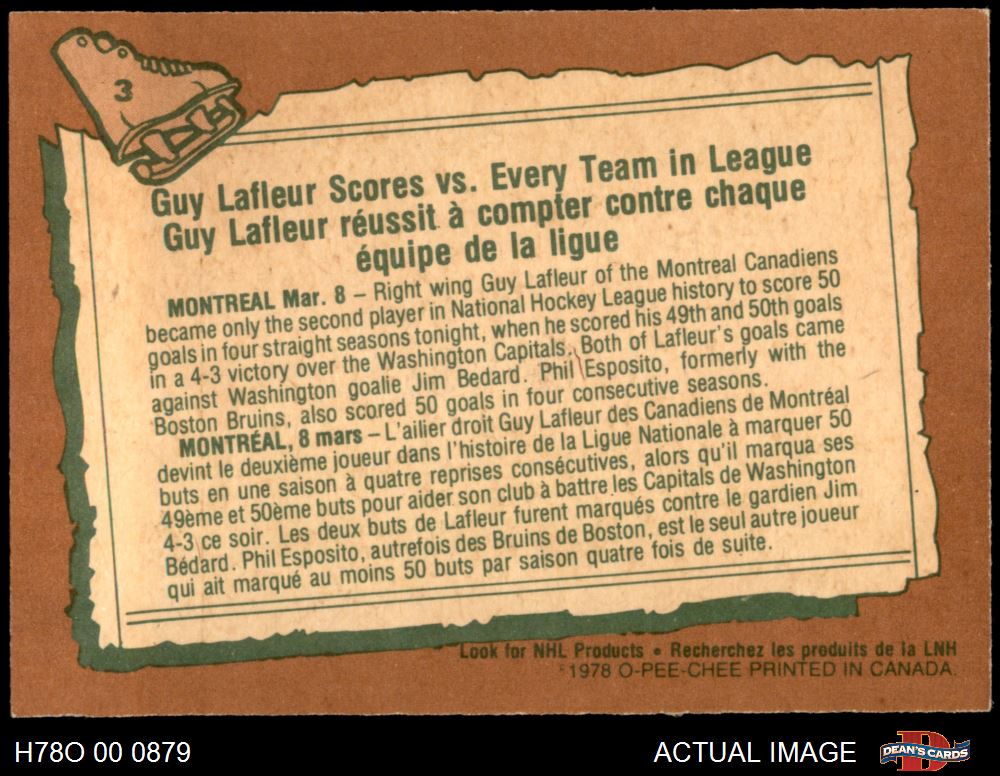 3
Guy Lafleur Scores vs. Every Team in League
Guy Lafleur réussit à compter contre chaque
équipe de la ligue
MONTREAL Mar. 8 – Right wing Guy Lafleur of the Montreal Canadiens
became only the second player in National Hockey League history to score 50
goals in four straight seasons tonight, when he scored his 49th and 50th goals
in a 4-3 victory over the Washington Capitals. Both of Lafleur's goals came
against Washington goalie Jim Bedard. Phil Esposito, formerly with the
Boston Bruins, also scored 50 goals in four consecutive seasons.
MONTRÉAL, 8 mars – L'ailier droit Guy Lafleur des Canadiens de Montréal
devint le deuxième joueur dans l'histoire de la Ligue Nationale à marquer 50
buts en une saison à quatre reprises consécutives, alors qu'il marqua ses
49ème et 50ème buts pour aider son club à battre les Capitals de Washington
4-3 ce soir. Les deux buts de Lafleur furent marqués contre le gardien Jim
Bédard. Phil Esposito, autrefois des Bruins de Boston, est le seul autre joueur
qui ait marqué au moins 50 buts par saison quatre fois de suite.
Look for NHL Products • Recherchez les produits de la LNH
©1978 O-PEE-CHEE PRINTED IN CANADA.
H78O 00 0879
ACTUAL IMAGE
D
DEAN'S CARDS